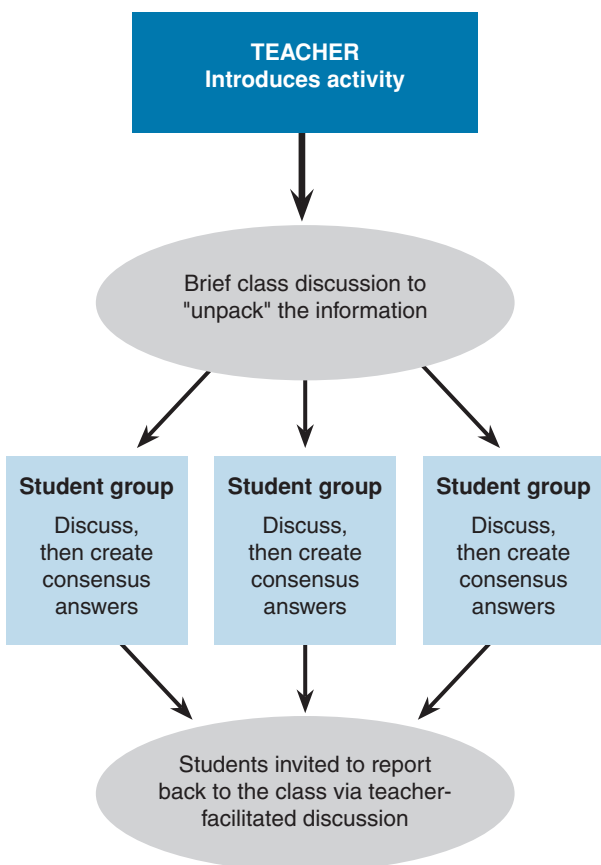 TEACHER
Introduces activity
Brief class discussion to
"unpack" the information
Student group
Discuss,
then create
consensus
answers
Student group
Discuss,
then create
consensus
answers
Student group
Discuss,
then create
consensus
answers
Students invited to report
back to the class via teacher-
facilitated discussion